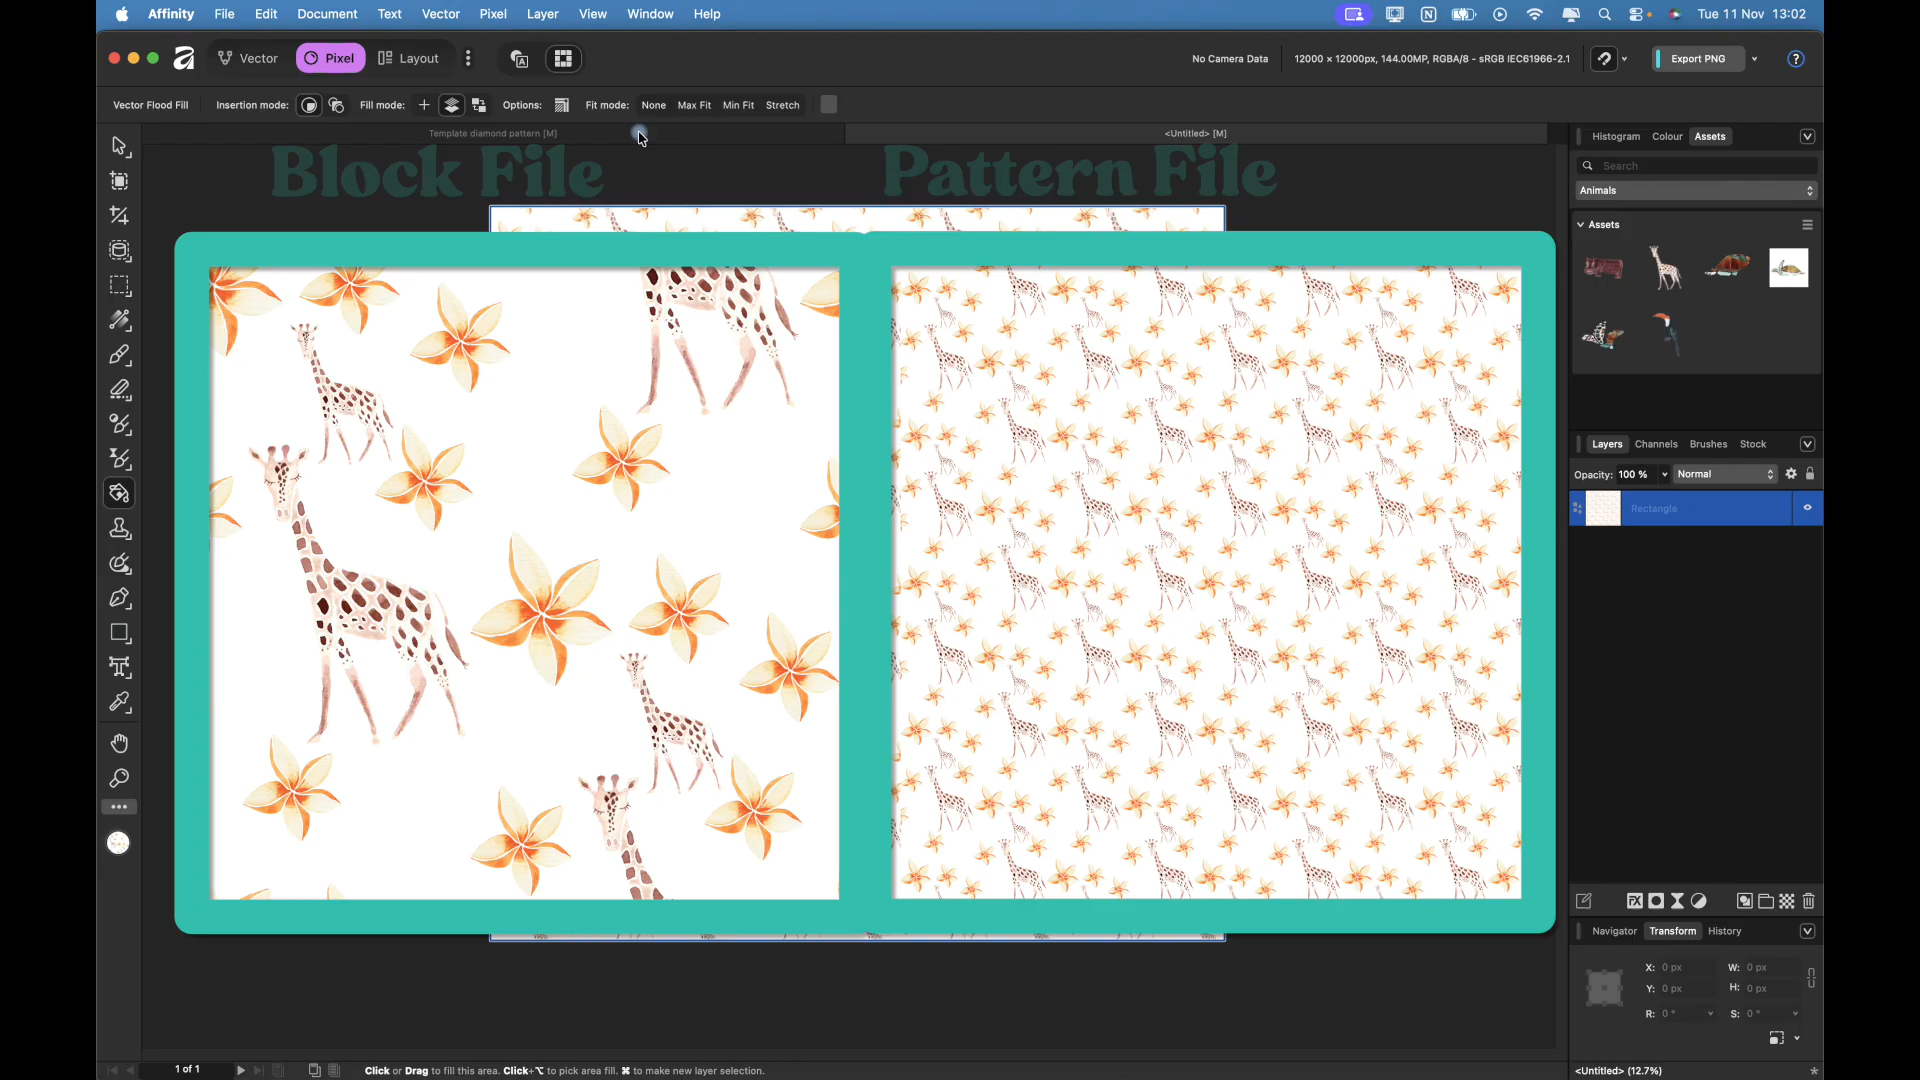 Affinity File Edit Document Text Vector Pixel Layer View Window Help Tue 11 Nov 13:02
Vector Pixel Layout No Camera Data 12000 × 12000px, 144.00MP, RGBA/8 - sRGB IEC61966-2.1 Export PNG
Vector Flood Fill Insertion mode: Fill mode: Options: Fit mode: None Max Fit Min Fit Stretch
Template diamond pattern [M] <Untitled> [M]
Histogram Colour Assets
Block File Pattern File
Search
Animals
Assets
Layers Channels Brushes Stock
Opacity: 100 % Normal
Rectangle
FX
Navigator Transform History
X: 0 px W: 0 px
Y: 0 px H: 0 px
R: 0 ° S: 0 °
1 of 1 Click or Drag to fill this area. Click+⌥ to pick area fill. ⌘ to make new layer selection. <Untitled> (12.7%)